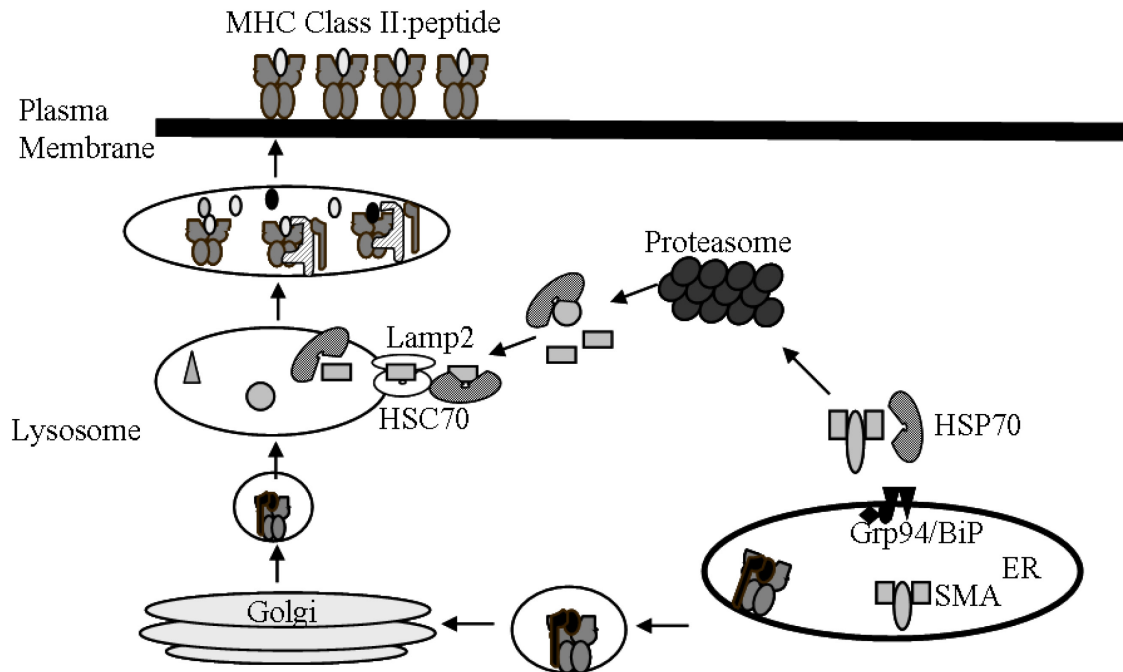 MHC Class II:peptide
Plasma
Membrane
Proteasome
Lamp2
HSC70
HSP70
Lysosome
Grp94/BiP
ER
SMA
Golgi